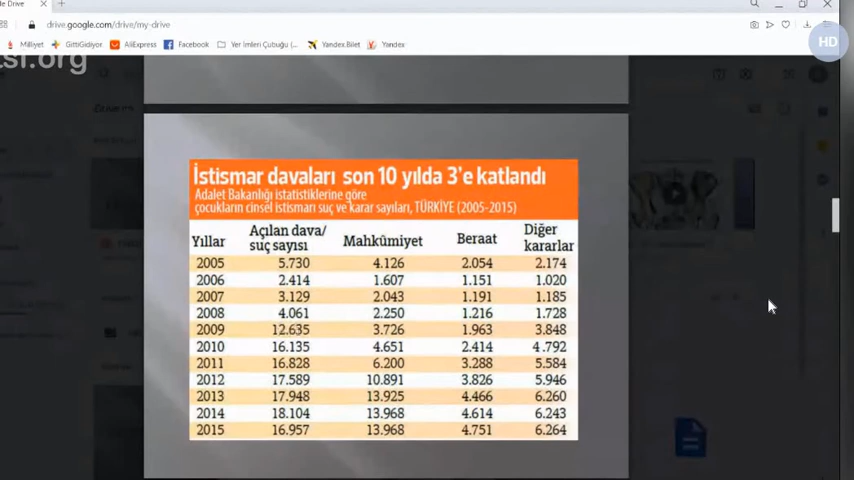 drive.google.com/drive/my-drive
Milliyet GittiGidiyor AliExpress Facebook Yer İmleri Çubuğu (... Yandex.Bilet Yandex
HD
si.org
İstismar davaları son 10 yılda 3'e katlandı
Adalet Bakanlığı istatistiklerine göre
çocukların cinsel istismarı suç ve karar sayıları, TÜRKİYE (2005-2015)
Yıllar Açılan dava/ suç sayısı Mahkûmiyet Beraat Diğer kararlar
2005 5.730 4.126 2.054 2.174
2006 2.414 1.607 1.151 1.020
2007 3.129 2.043 1.191 1.185
2008 4.061 2.250 1.216 1.728
2009 12.635 3.726 1.963 3.848
2010 16.135 4.651 2.414 4.792
2011 16.828 6.200 3.288 5.584
2012 17.589 10.891 3.826 5.946
2013 17.948 13.925 4.466 6.260
2014 18.104 13.968 4.614 6.243
2015 16.957 13.968 4.751 6.264